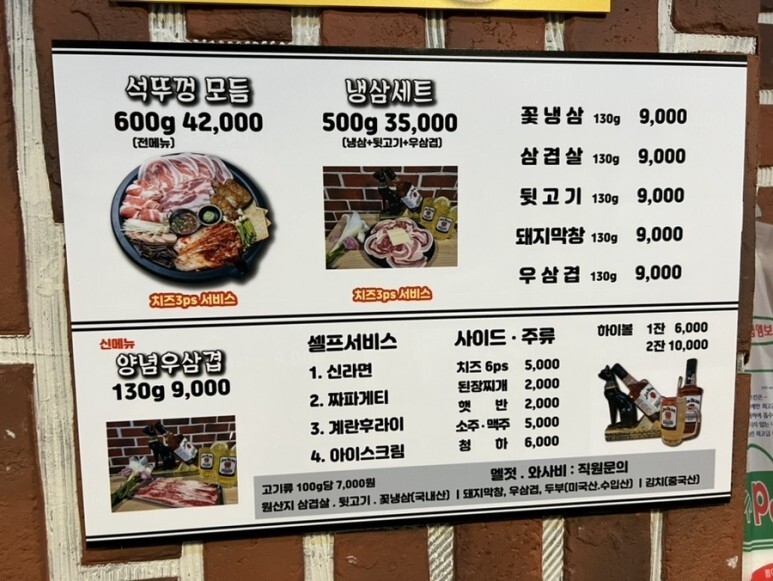 석뚜껑 모듬
600g 42,000
(전메뉴)
치즈3ps 서비스
냉삼세트
500g 35,000
(냉삼+뒷고기+우삼겹)
치즈3ps 서비스
꽃냉삼 130g 9,000
삼겹살 130g 9,000
뒷고기 130g 9,000
돼지막창 130g 9,000
우삼겹 130g 9,000
신메뉴
양념우삼겹
130g 9,000
셀프서비스
1. 신라면
2. 짜파게티
3. 계란후라이
4. 아이스크림
사이드 · 주류
치즈 6ps 5,000
된장찌개 2,000
햇 반 2,000
소주·맥주 5,000
청 하 6,000
하이볼 1잔 6,000
2잔 10,000
멜젓 . 와사비 : 직원문의
고기류 100g당 7,000원
원산지 삼겹살 . 뒷고기 . 꽃냉삼(국내산) | 돼지막창, 우삼겹, 두부(미국산.수입산) | 김치(중국산)